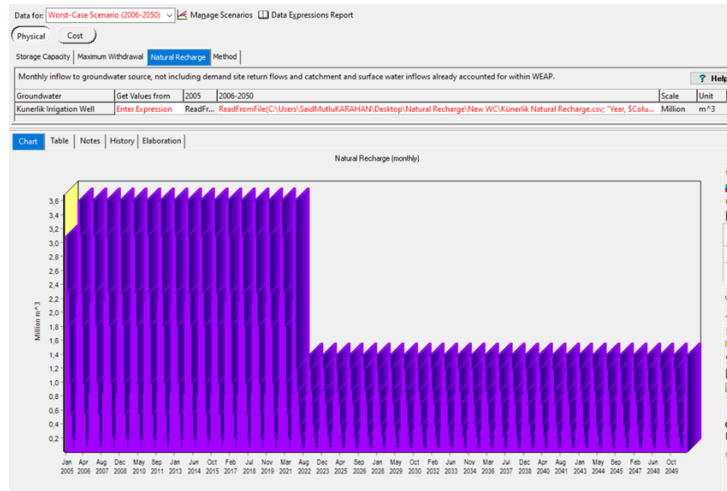 Data for: Worst-Case Scenario (2006-2050) Manage Scenarios Data Expressions Report
Physical Cost
Storage Capacity Maximum Withdrawal Natural Recharge Method
Monthly inflow to groundwater source, not including demand site return flows and catchment and surface water inflows already accounted for within WEAP.
? Help
Groundwater Get Values from 2005 2006-2050 Scale Unit
Kunerlik Irrigation Well Enter Expression ReadFr... ReadFromFile(C:\Users\SaidMutluKARAHAN\Desktop\Natural Recharge\New WC\Künerlik Natural Recharge.csv; "Year, $Colu... Million m^3
Chart Table Notes History Elaboration
Natural Recharge (monthly)
3,6
3,4
3,2
3,0
2,8
2,6
2,4
2,2
2,0
1,8
1,6
1,4
1,2
1,0
0,8
0,6
0,4
0,2
Million m^3
Jan Apr Aug Dec May Sep Jan Jun Oct Feb Jul Nov Mar Aug Dec Apr Sep Jan May Oct Feb Jun Nov Mar Jul Dec Apr Aug Jan May Sep Feb Jun Oct
2005 2006 2007 2008 2010 2011 2013 2014 2015 2017 2018 2019 2021 2022 2023 2025 2026 2028 2029 2030 2032 2033 2034 2036 2037 2038 2040 2041 2043 2044 2045 2047 2048 2049